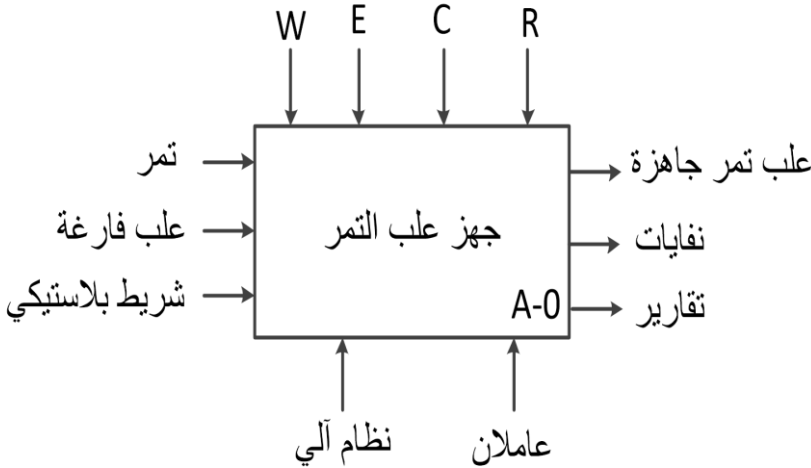 W E C R
تمر
علب فارغة
شريط بلاستيكي
جهز علب التمر
A-0
علب تمر جاهزة
نفايات
تقارير
نظام آلي
عاملان